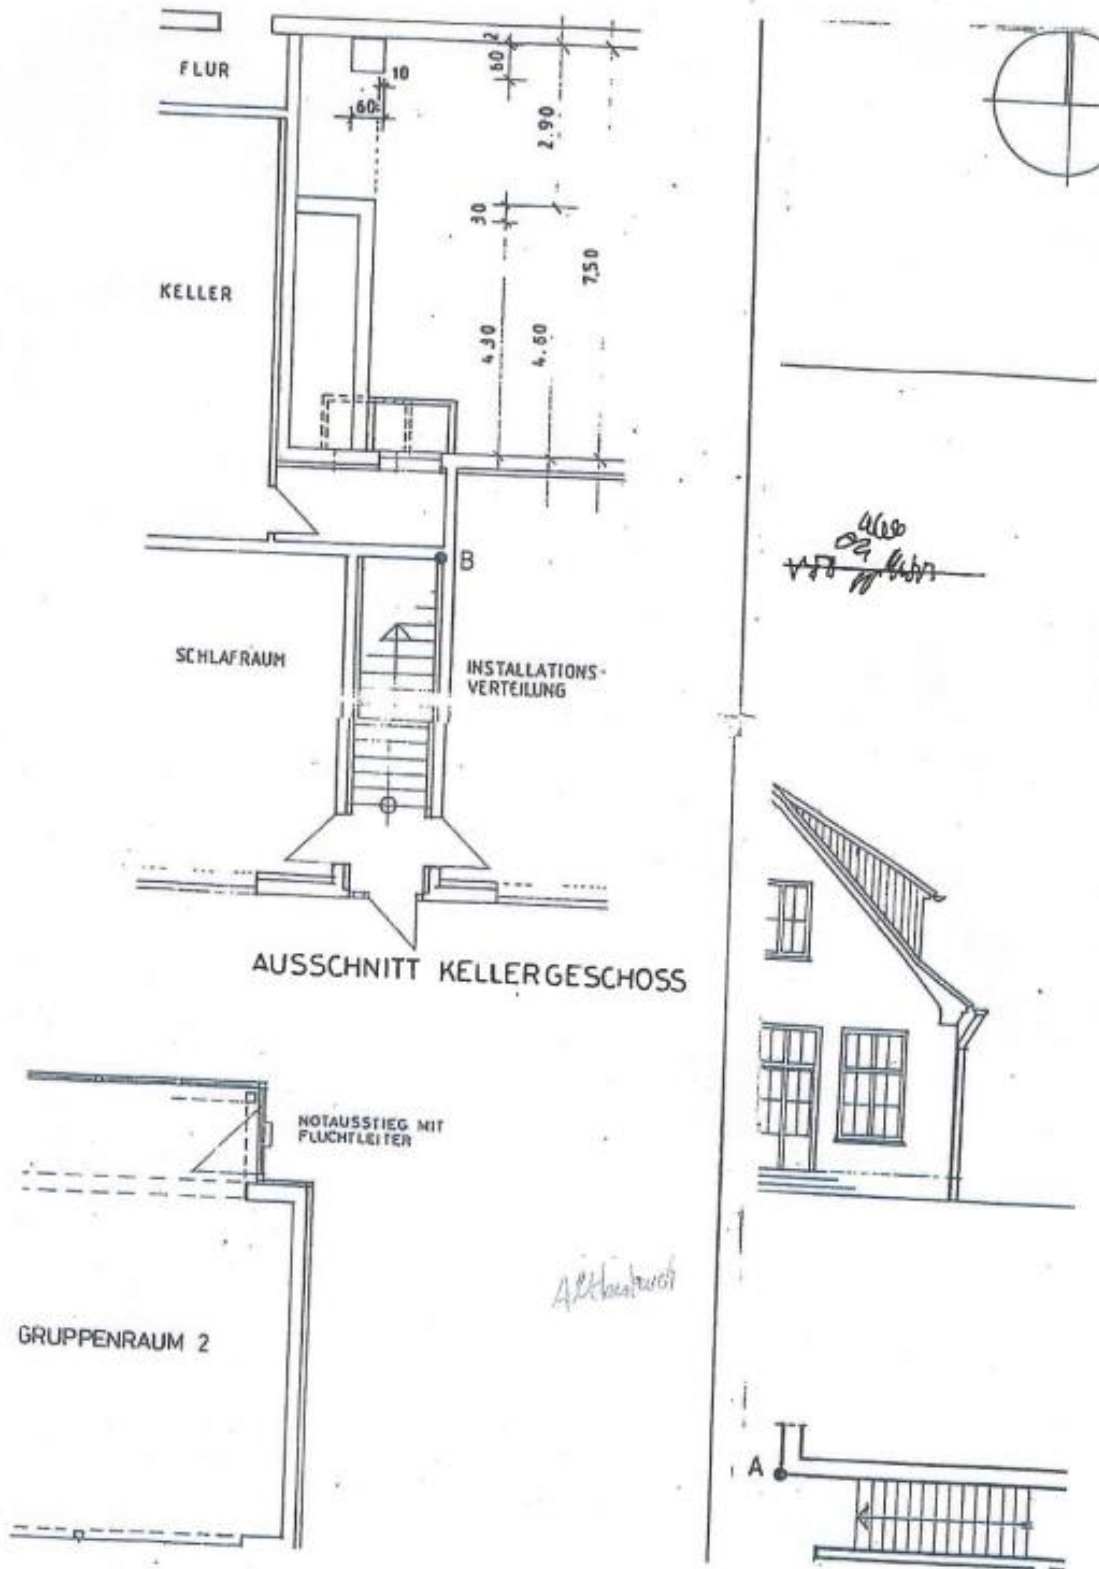 FLUR
2
60
10
60
2.90
30
7.50
KELLER
4.30
4.60
B
SCHLAFRAUM
INSTALLATIONS-
VERTEILUNG
AUSSCHNITT KELLERGESCHOSS
NOTAUSSTIEG MIT
FLUCHTLEITER
GRUPPENRAUM 2
A